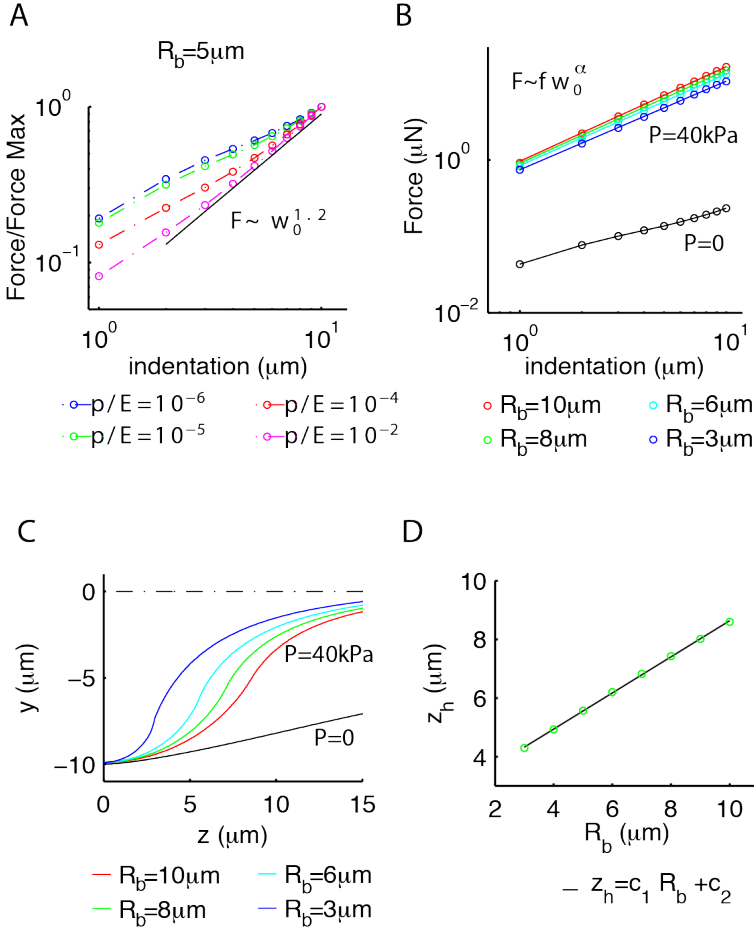 A
R_b=5μm
Force/Force Max
10^0
10^-1
F~ w_0^1.2
10^0
10^1
indentation (μm)
p/E=10^-6
p/E=10^-4
p/E=10^-5
p/E=10^-2
B
F~f w_0^α
P=40kPa
P=0
Force (μN)
10^0
10^-2
10^0
10^1
indentation (μm)
R_b=10μm
R_b=6μm
R_b=8μm
R_b=3μm
C
0
−5
−10
y (μm)
P=40kPa
P=0
0
5
10
15
z (μm)
R_b=10μm
R_b=6μm
R_b=8μm
R_b=3μm
D
10
8
6
4
z_h (μm)
2
4
6
8
10
R_b (μm)
z_h=c_1 R_b +c_2